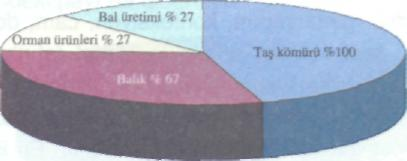 Bal üretimi % 27
Orman ürünleri % 27
Taş kömürü %100
Balık % 67